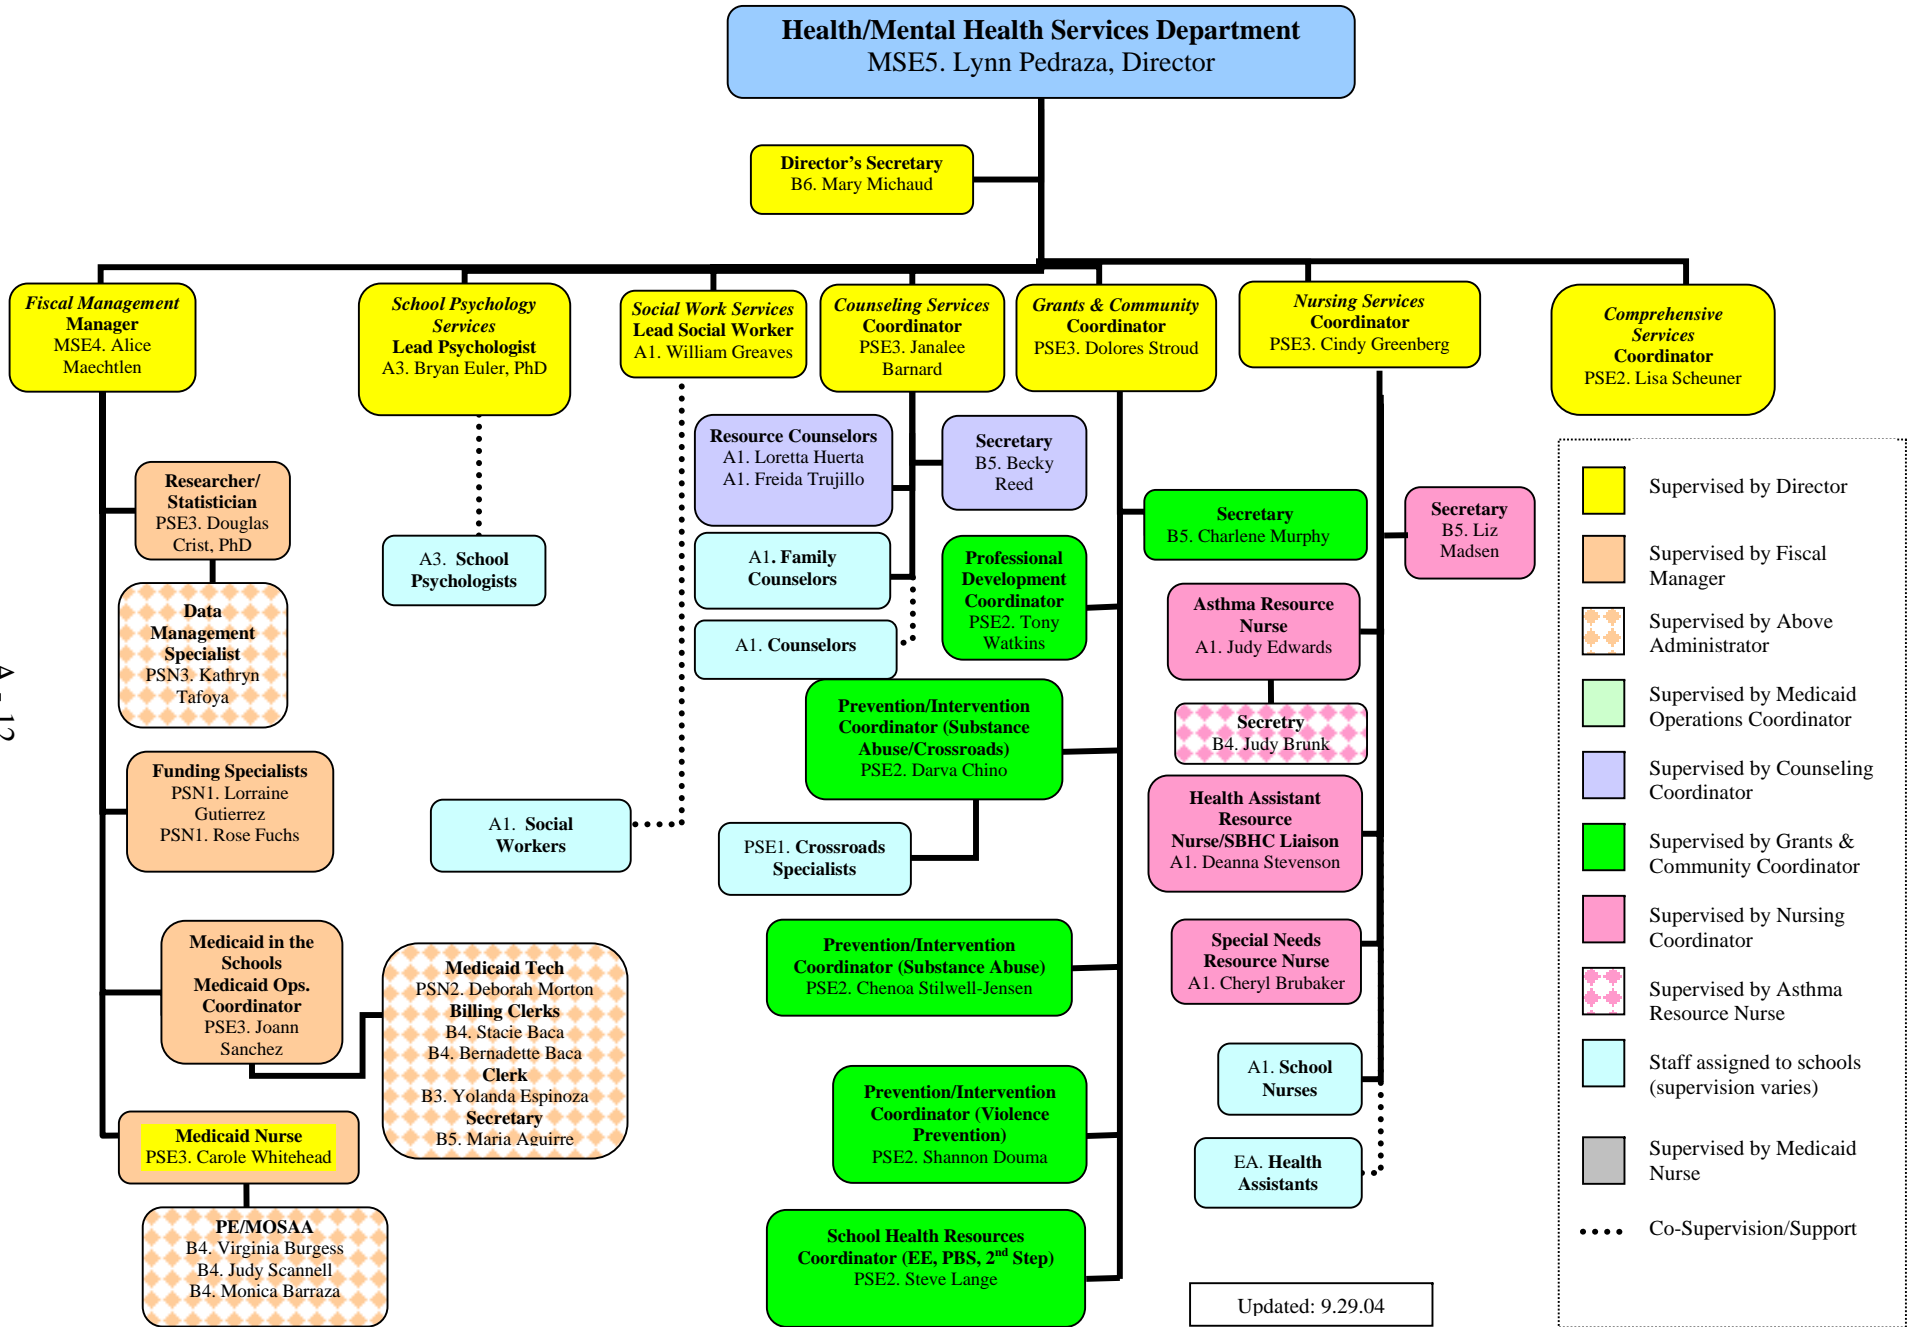 Health/Mental Health Services Department
MSE5. Lynn Pedraza, Director
Director's Secretary
B6. Mary Michaud
Fiscal Management
Manager
MSE4. Alice
Maechtlen
School Psychology
Services
Lead Psychologist
A3. Bryan Euler, PhD
Social Work Services
Lead Social Worker
A1. William Greaves
Counseling Services
Coordinator
PSE3. Janalee
Barnard
Grants & Community
Coordinator
PSE3. Dolores Stroud
Nursing Services
Coordinator
PSE3. Cindy Greenberg
Comprehensive
Services
Coordinator
PSE2. Lisa Scheuner
Researcher/
Statistician
PSE3. Douglas
Crist, PhD
Data
Management
Specialist
PSN3. Kathryn
Tafoya
Funding Specialists
PSN1. Lorraine
Gutierrez
PSN1. Rose Fuchs
Medicaid in the
Schools
Medicaid Ops.
Coordinator
PSE3. Joann
Sanchez
Medicaid Tech
PSN2. Deborah Morton
Billing Clerks
B4. Stacie Baca
B4. Bernadette Baca
Clerk
B3. Yolanda Espinoza
Secretary
B5. Maria Aguirre
Medicaid Nurse
PSE3. Carole Whitehead
PE/MOSAA
B4. Virginia Burgess
B4. Judy Scannell
B4. Monica Barraza
A3. School
Psychologists
A1. Social
Workers
Resource Counselors
A1. Loretta Huerta
A1. Freida Trujillo
Secretary
B5. Becky
Reed
A1. Family
Counselors
A1. Counselors
Secretary
B5. Charlene Murphy
Professional
Development
Coordinator
PSE2. Tony
Watkins
Prevention/Intervention
Coordinator (Substance
Abuse/Crossroads)
PSE2. Darva Chino
PSE1. Crossroads
Specialists
Prevention/Intervention
Coordinator (Substance Abuse)
PSE2. Chenoa Stilwell-Jensen
Prevention/Intervention
Coordinator (Violence
Prevention)
PSE2. Shannon Douma
School Health Resources
Coordinator (EE, PBS, 2nd Step)
PSE2. Steve Lange
Secretary
B5. Liz
Madsen
Asthma Resource
Nurse
A1. Judy Edwards
Secretry
B4. Judy Brunk
Health Assistant
Resource
Nurse/SBHC Liaison
A1. Deanna Stevenson
Special Needs
Resource Nurse
A1. Cheryl Brubaker
A1. School
Nurses
EA. Health
Assistants
Supervised by Director
Supervised by Fiscal
Manager
Supervised by Above
Administrator
Supervised by Medicaid
Operations Coordinator
Supervised by Counseling
Coordinator
Supervised by Grants &
Community Coordinator
Supervised by Nursing
Coordinator
Supervised by Asthma
Resource Nurse
Staff assigned to schools
(supervision varies)
Supervised by Medicaid
Nurse
Co-Supervision/Support
Updated: 9.29.04
A - 12